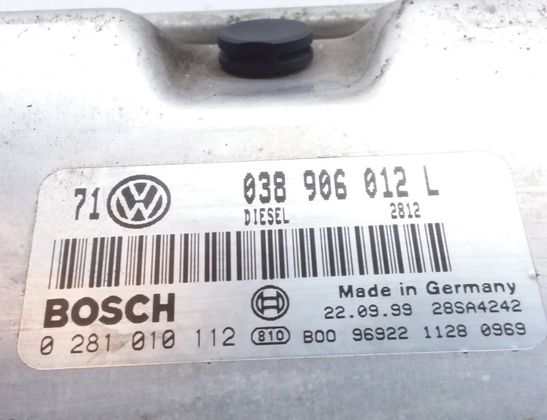 71 VW 038 906 012 L
DIESEL 2812
BOSCH Made in Germany
22.09.99 28SA4242
0 281 010 112 810 B00 96922 1128 0969